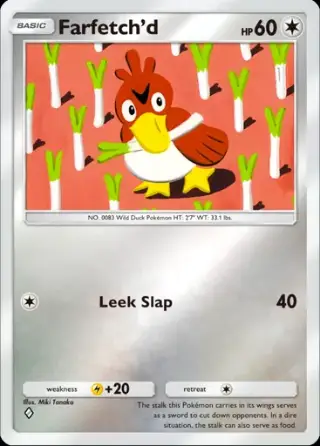 BASIC Farfetch'd HP60
NO. 0083 Wild Duck Pokémon HT: 2'7" WT: 33.1 lbs.
Leek Slap 40
weakness +20 retreat
Illus. Miki Tanaka
The stalk this Pokémon carries in its wings serves
as a sword to cut down opponents. In a dire
situation, the stalk can also serve as food.